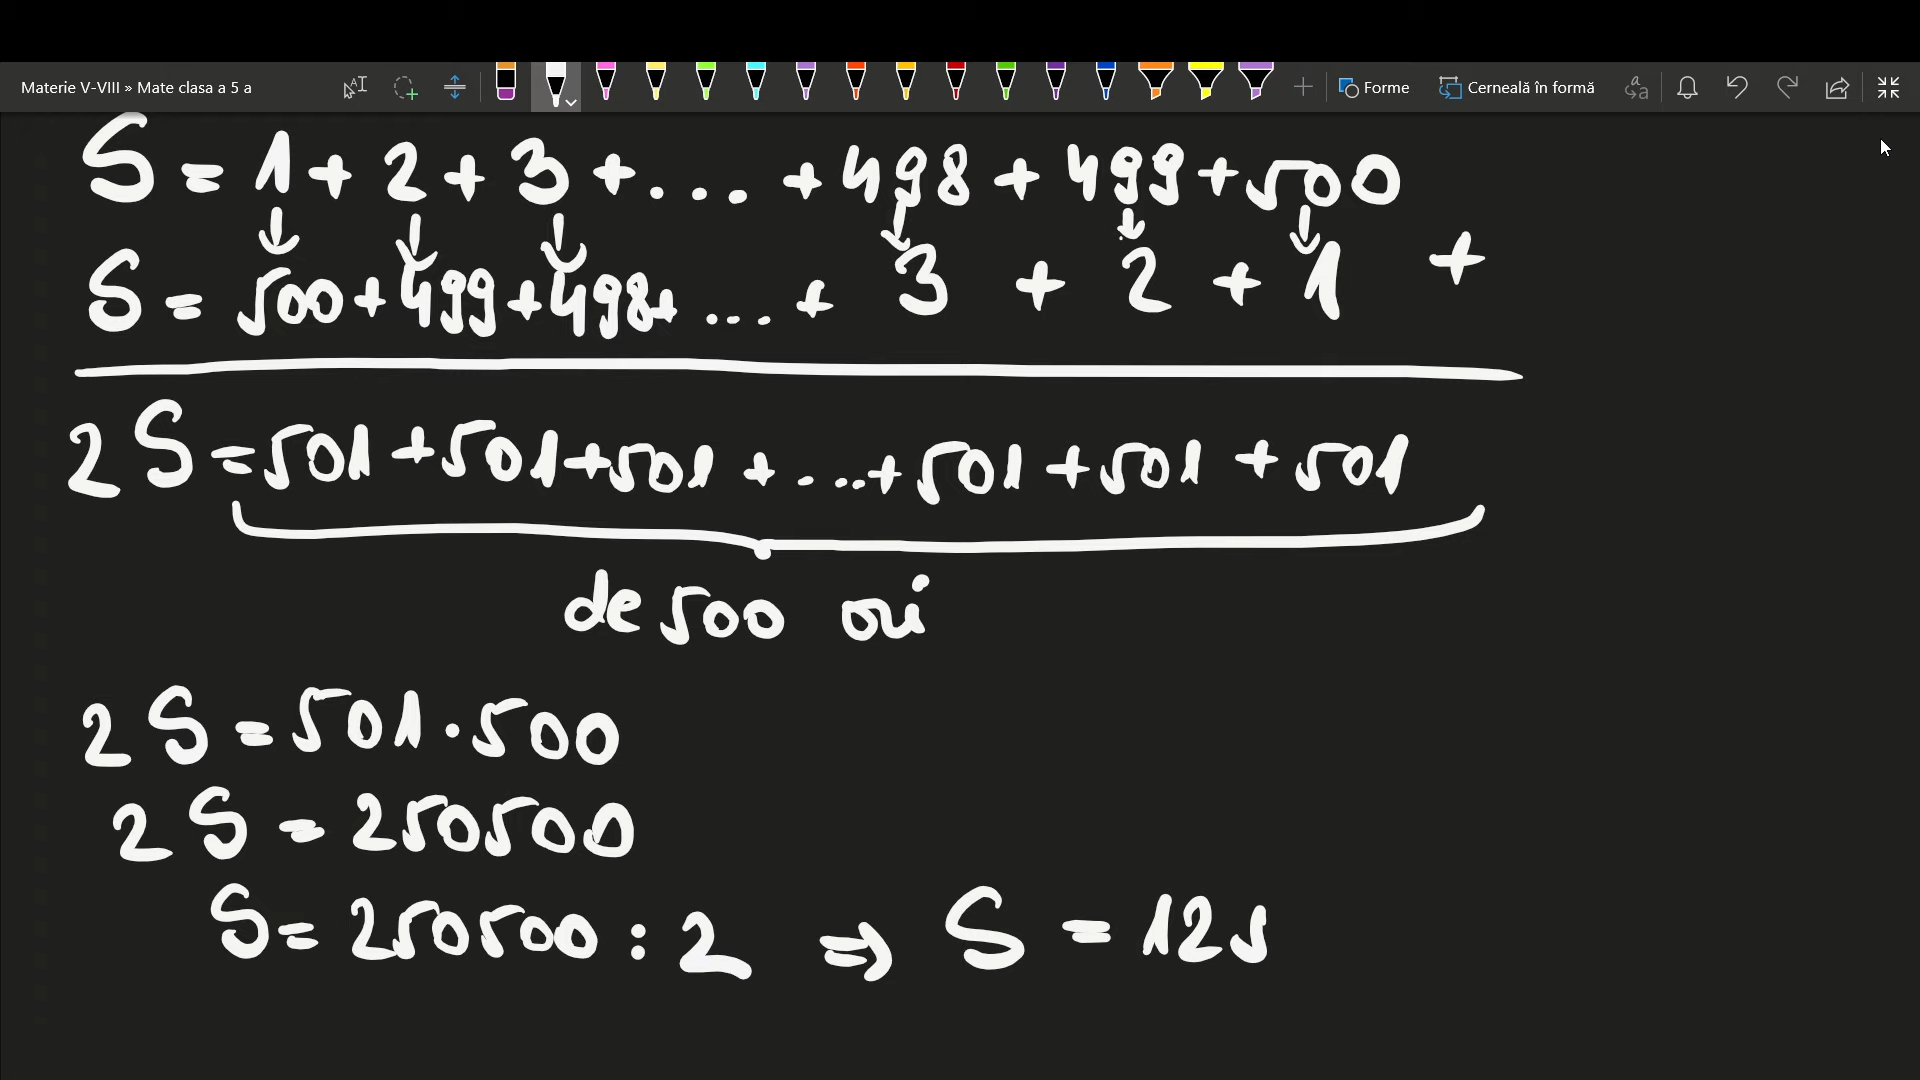 Materie V-VIII » Mate clasa a 5 a
Forme
Cerneală în formă
S = 1 + 2 + 3 + ... + 498 + 499 + 500
S = 500 + 499 + 498 + ... + 3 + 2 + 1 +
2S = 501 + 501 + 501 + ... + 501 + 501 + 501
de 500 ori
2S = 501 · 500
2S = 250500
S = 250500 : 2 ⇒ S = 125